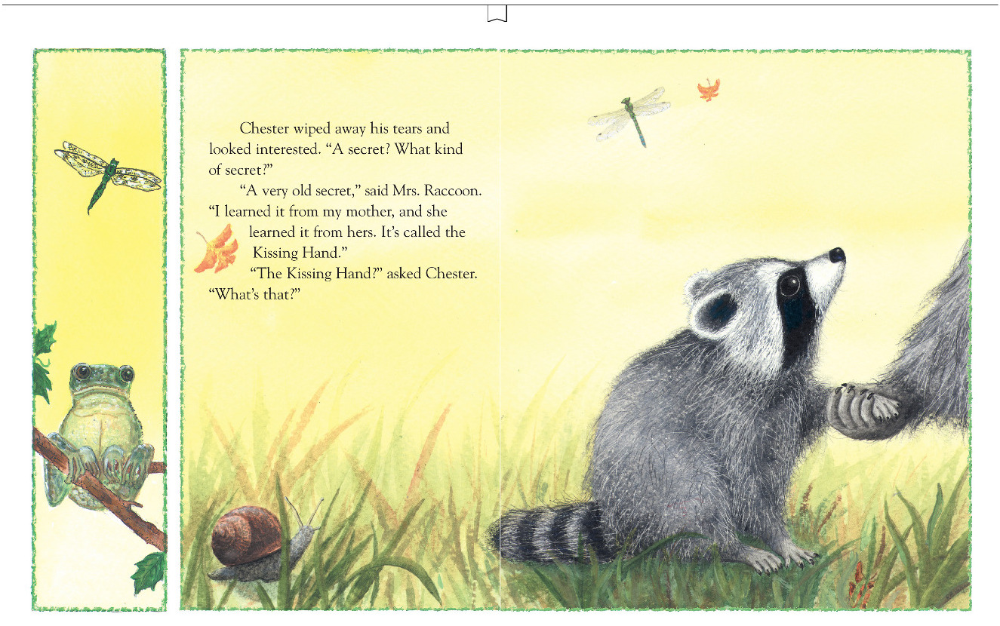 Chester wiped away his tears and
looked interested. “A secret? What kind
of secret?”
“A very old secret,” said Mrs. Raccoon.
“I learned it from my mother, and she
learned it from hers. It’s called the
Kissing Hand.”
“The Kissing Hand?” asked Chester.
“What’s that?”